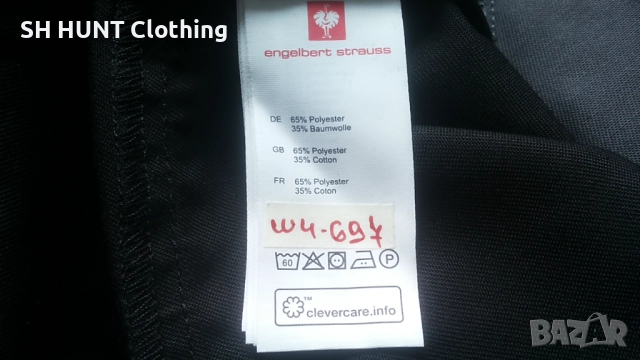 SH HUNT Clothing
engelbert strauss
DE 65% Polyester
35% Baumwolle
GB 65% Polyester
35% Cotton
FR 65% Polyester
35% Coton
W4-697
60
P
™
clevercare.info
BAZAR